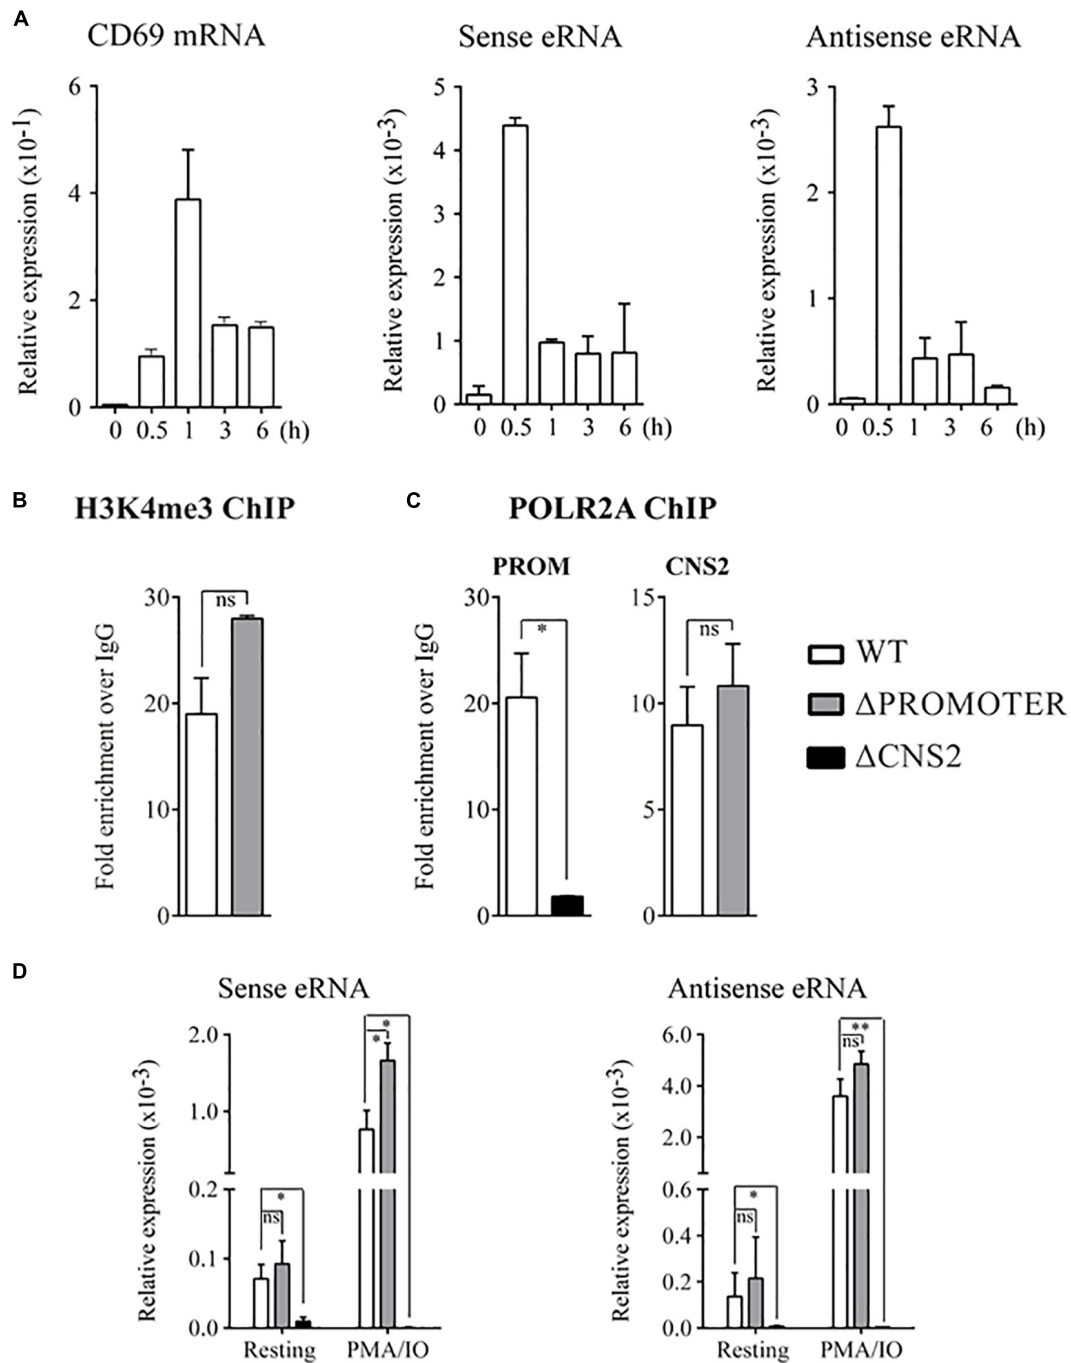 A
CD69 mRNA
Sense eRNA
Antisense eRNA
Relative expression (x10-1)
6
4
2
0
0 0.5 1 3 6 (h)
Relative expression (x10-3)
5
4
3
2
1
0
0 0.5 1 3 6 (h)
Relative expression (x10-3)
3
2
1
0
0 0.5 1 3 6 (h)
B
H3K4me3 ChIP
Fold enrichment over IgG
30
20
10
0
ns
C
POLR2A ChIP
PROM
CNS2
Fold enrichment over IgG
30
20
10
0
*
15
10
5
0
ns
WT
ΔPROMOTER
ΔCNS2
D
Sense eRNA
Antisense eRNA
Relative expression (x10-3)
2.0
1.0
0.2
0.1
0.0
*
ns
*
*
Resting PMA/IO
Relative expression (x10-3)
6.0
4.0
2.0
0.6
0.4
0.2
0.0
*
ns
**
ns
Resting PMA/IO